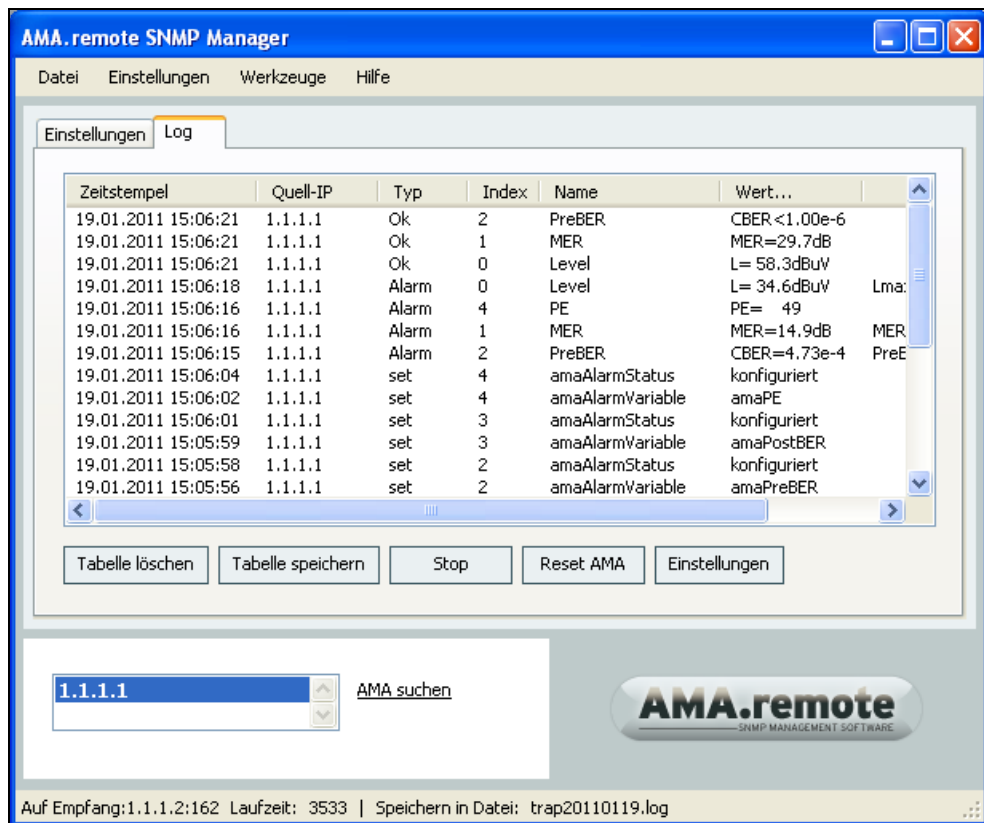 AMA.remote SNMP Manager
Datei Einstellungen Werkzeuge Hilfe
Einstellungen Log
Zeitstempel Quell-IP Typ Index Name Wert...
19.01.2011 15:06:21 1.1.1.1 Ok 2 PreBER CBER<1.00e-6
19.01.2011 15:06:21 1.1.1.1 Ok 1 MER MER=29.7dB
19.01.2011 15:06:21 1.1.1.1 Ok 0 Level L= 58.3dBuV
19.01.2011 15:06:18 1.1.1.1 Alarm 0 Level L= 34.6dBuV
19.01.2011 15:06:16 1.1.1.1 Alarm 4 PE PE= 49
19.01.2011 15:06:16 1.1.1.1 Alarm 1 MER MER=14.9dB MER
19.01.2011 15:06:15 1.1.1.1 Alarm 2 PreBER CBER=4.73e-4
19.01.2011 15:06:04 1.1.1.1 set 4 amaAlarmStatus konfiguriert
19.01.2011 15:06:02 1.1.1.1 set 4 amaAlarmVariable amaPE
19.01.2011 15:06:01 1.1.1.1 set 3 amaAlarmStatus konfiguriert
19.01.2011 15:05:59 1.1.1.1 set 3 amaAlarmVariable amaPostBER
19.01.2011 15:05:58 1.1.1.1 set 2 amaAlarmStatus konfiguriert
19.01.2011 15:05:56 1.1.1.1 set 2 amaAlarmVariable amaPreBER
Tabelle löschen Tabelle speichern Stop Reset AMA Einstellungen
1.1.1.1 AMA suchen
AMA.remote
SNMP MANAGEMENT SOFTWARE
Auf Empfang:1.1.1.2:162 Laufzeit: 3533 | Speichern in Datei: trap20110119.log